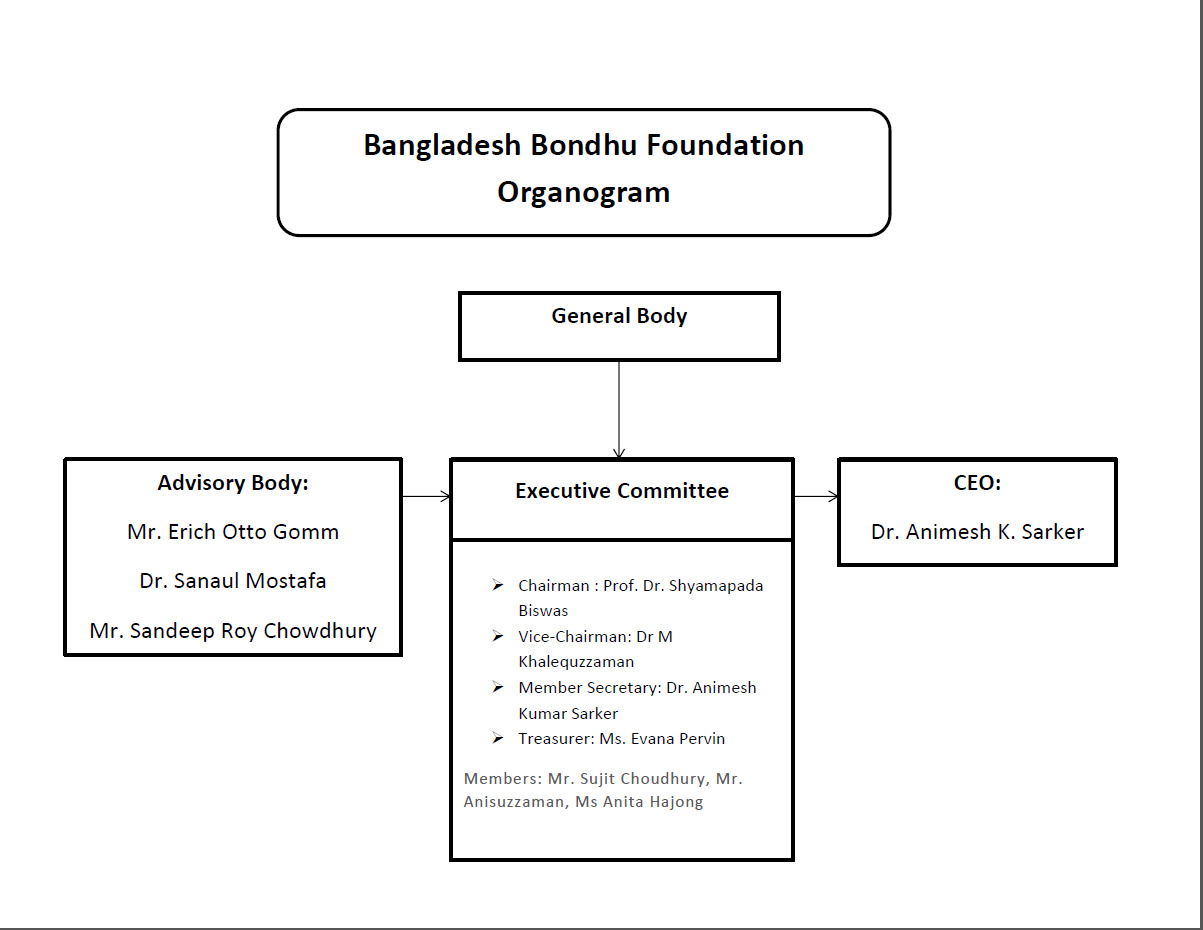 Bangladesh Bondhu Foundation
Organogram
General Body
Advisory Body:
Mr. Erich Otto Gomm
Dr. Sanaul Mostafa
Mr. Sandeep Roy Chowdhury
Executive Committee
➢ Chairman : Prof. Dr. Shyamapada
Biswas
➢ Vice-Chairman: Dr M
Khalequzzaman
➢ Member Secretary: Dr. Animesh
Kumar Sarker
➢ Treasurer: Ms. Evana Pervin
Members: Mr. Sujit Choudhury, Mr.
Anisuzzaman, Ms Anita Hajong
CEO:
Dr. Animesh K. Sarker